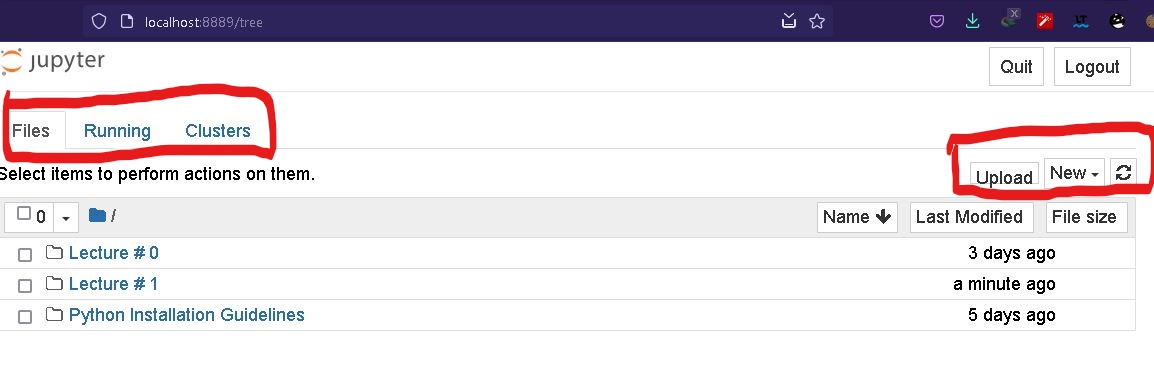 localhost:8889/tree
jupyter
Quit Logout
Files Running Clusters
Select items to perform actions on them.
Upload New
0 / Name Last Modified File size
Lecture # 0 3 days ago
Lecture # 1 a minute ago
Python Installation Guidelines 5 days ago